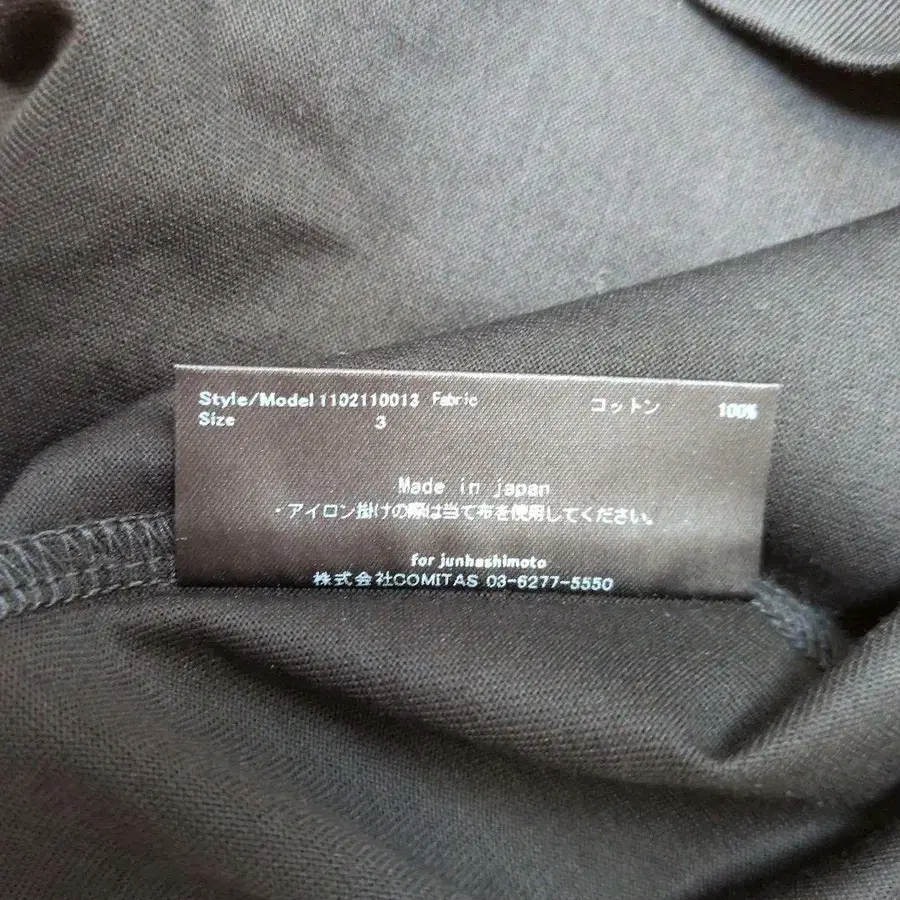 Style/Model 1102110013 Fabric コットン 100%
Size 3
Made in japan
・アイロン掛けの際は当て布を使用してください。
for junhashimoto
株式会社COMITAS 03-6277-5550